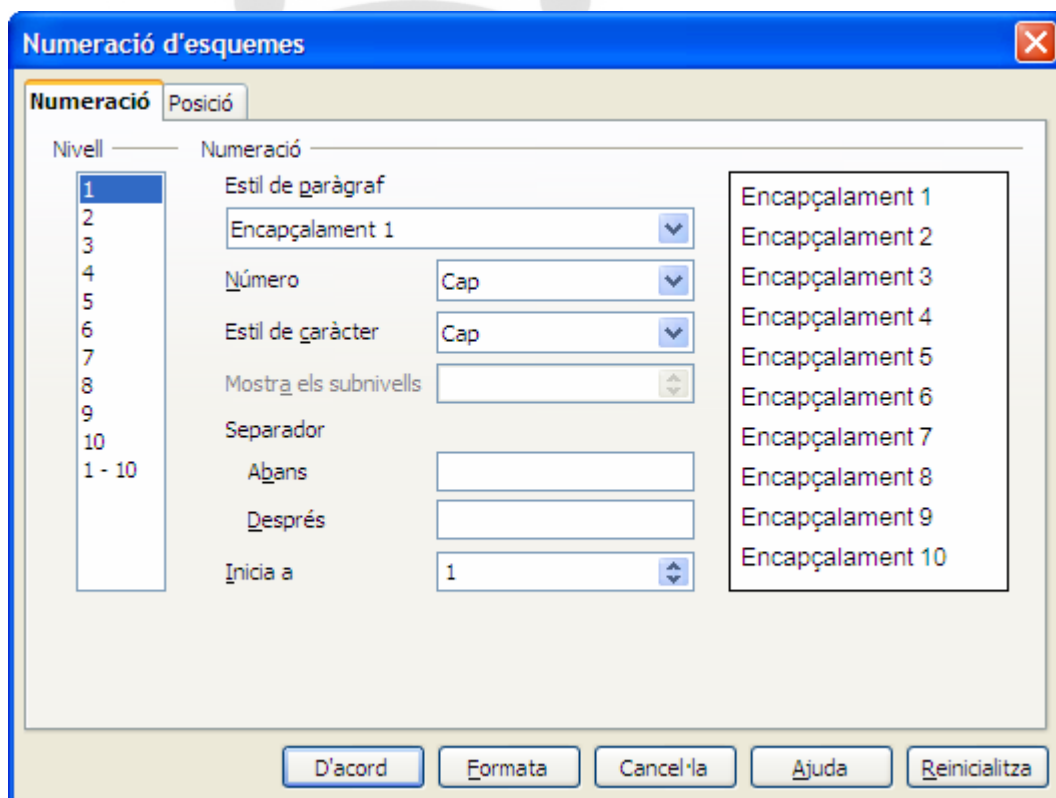 Numeració d'esquemes
Numeració Posició
Nivell
1
2
3
4
5
6
7
8
9
10
1 - 10
Numeració
Estil de paràgraf
Encapçalament 1
Número Cap
Estil de caràcter Cap
Mostra els subnivells
Separador
Abans
Després
Inicia a 1
Encapçalament 1
Encapçalament 2
Encapçalament 3
Encapçalament 4
Encapçalament 5
Encapçalament 6
Encapçalament 7
Encapçalament 8
Encapçalament 9
Encapçalament 10
D'acord Formata Cancel·la Ajuda Reinicialitza